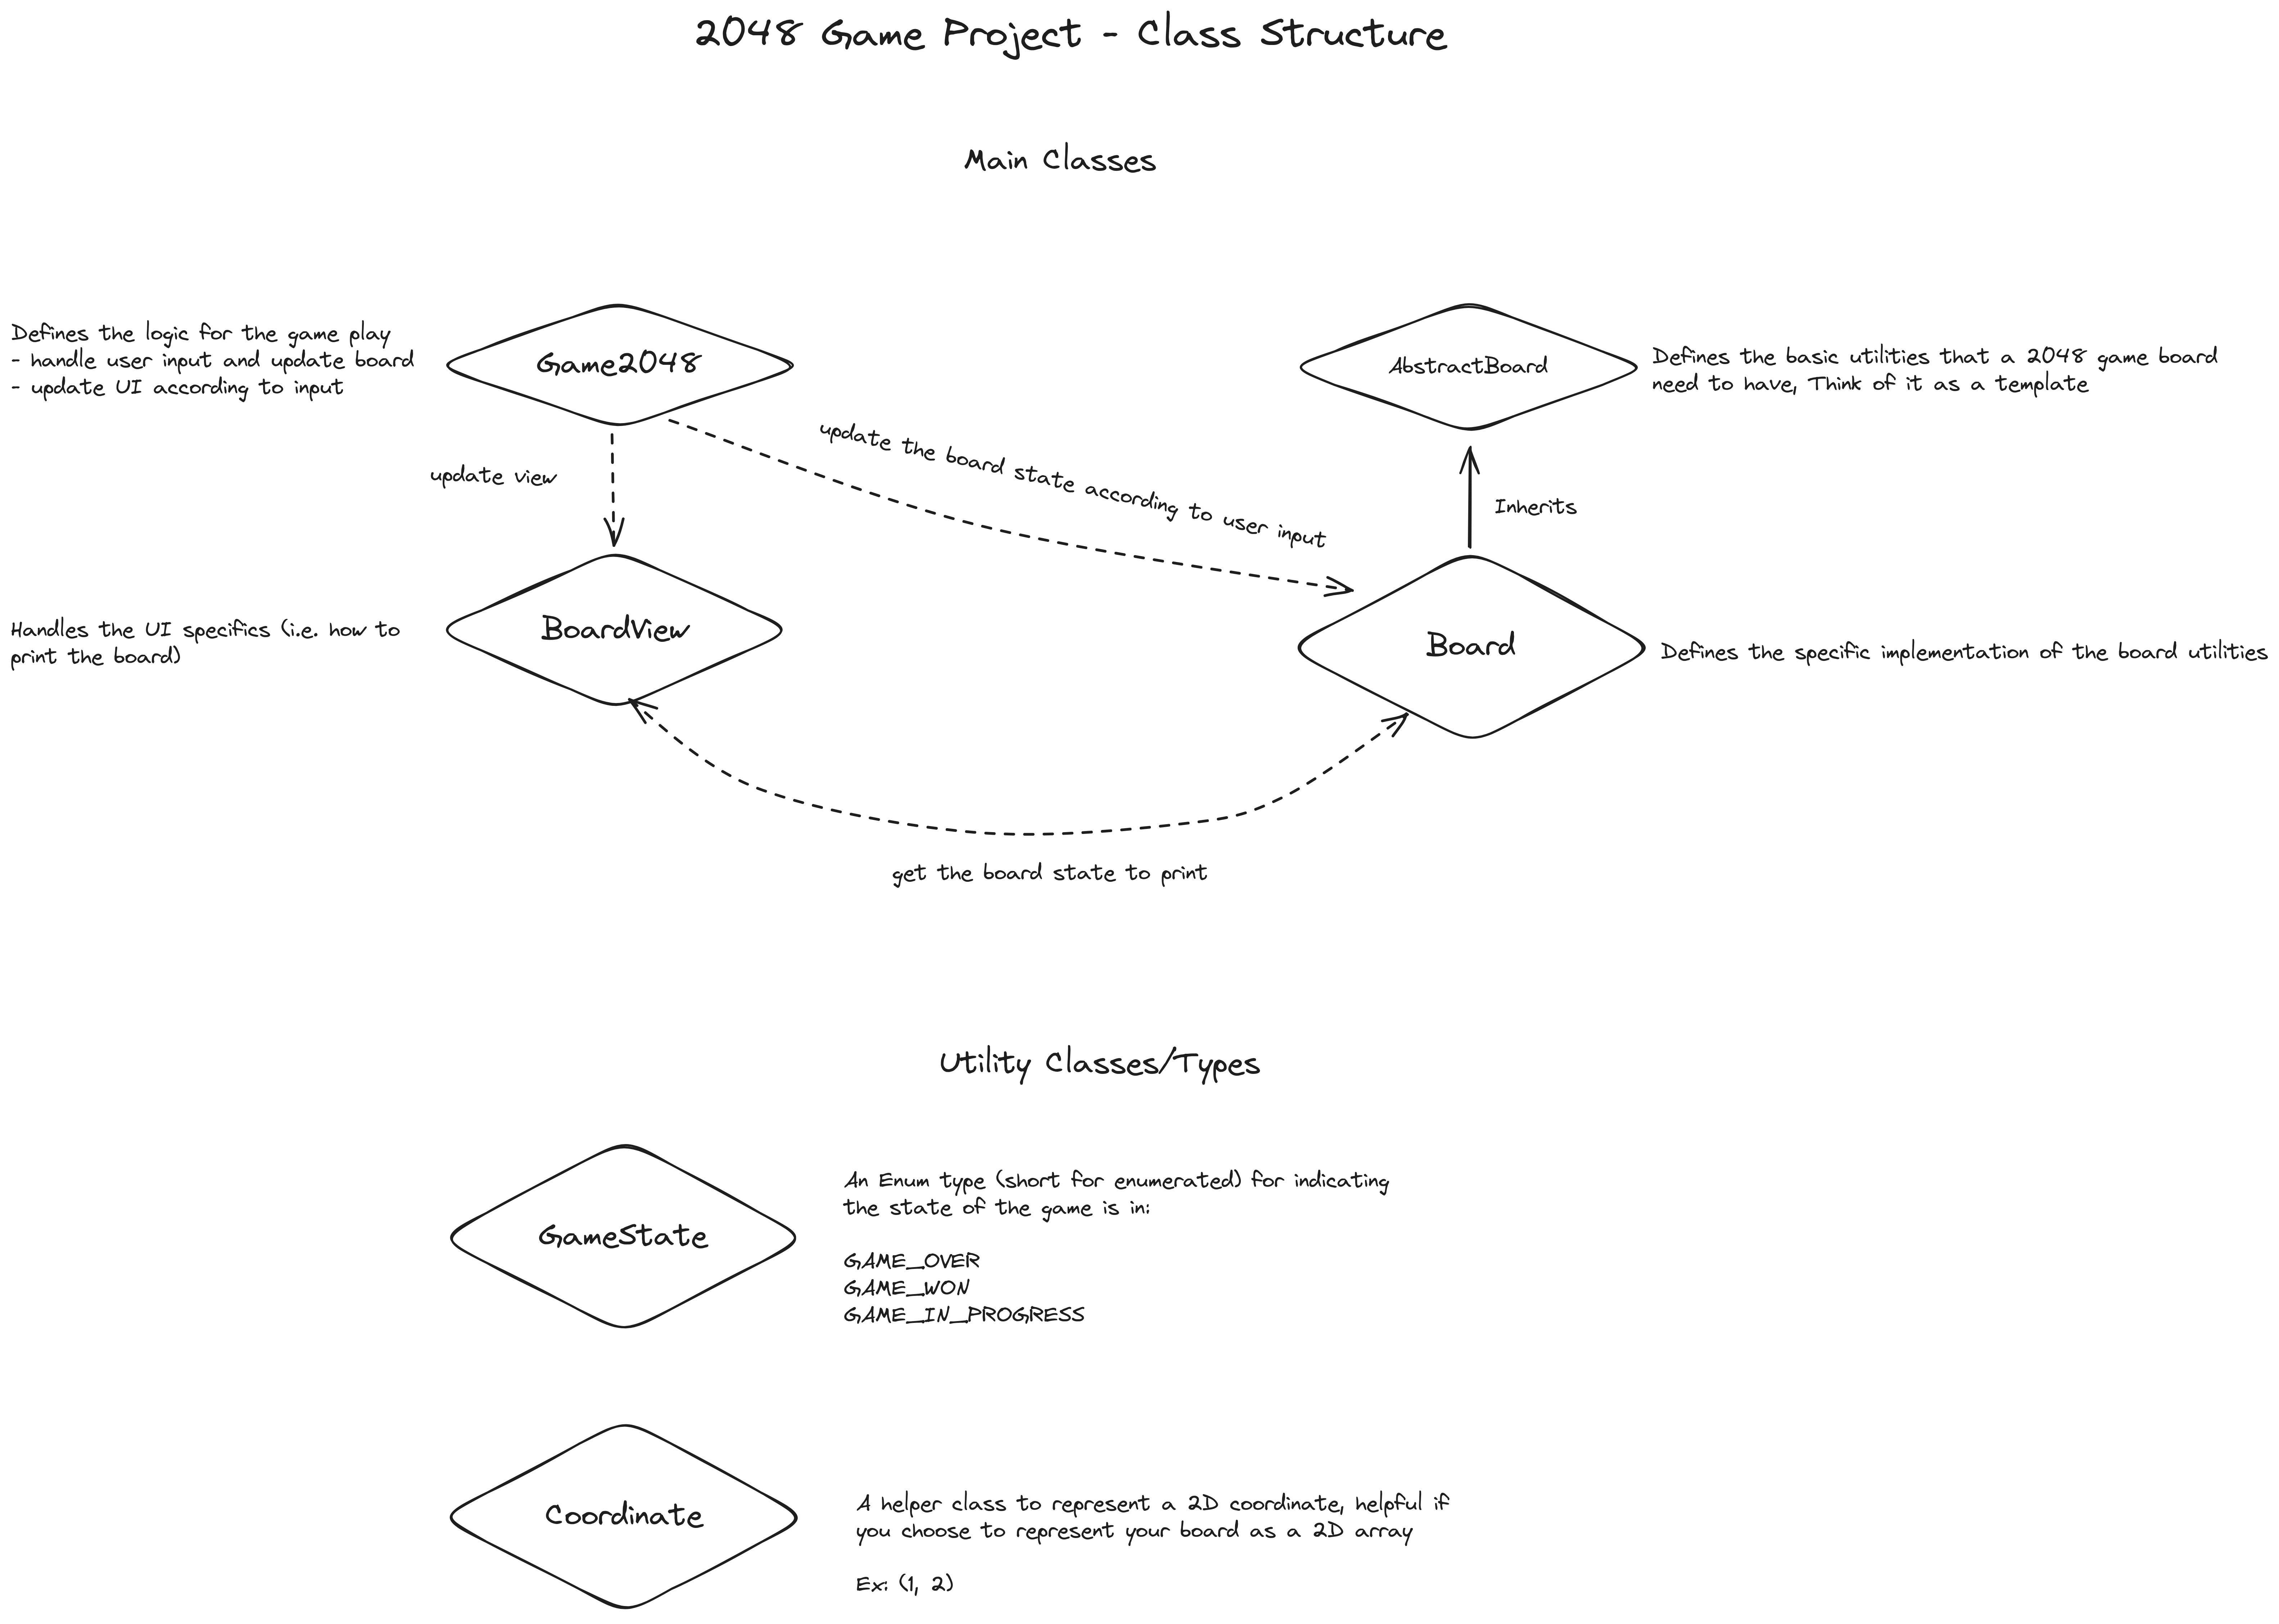 2048 Game Project - Class Structure
Main Classes
Defines the logic for the game play
- handle user input and update board
- update UI according to input
Game2048
AbstractBoard
Defines the basic utilities that a 2048 game board
need to have, Think of it as a template
update the board state according to user input
update view
Inherits
Handles the UI specifics (i.e. how to
print the board)
BoardView
Board
Defines the specific implementation of the board utilities
get the board state to print
Utility Classes/Types
GameState
An Enum type (short for enumerated) for indicating
the state of the game is in:
GAME_OVER
GAME_WON
GAME_IN_PROGRESS
Coordinate
A helper class to represent a 2D coordinate, helpful if
you choose to represent your board as a 2D array
Ex: (1, 2)